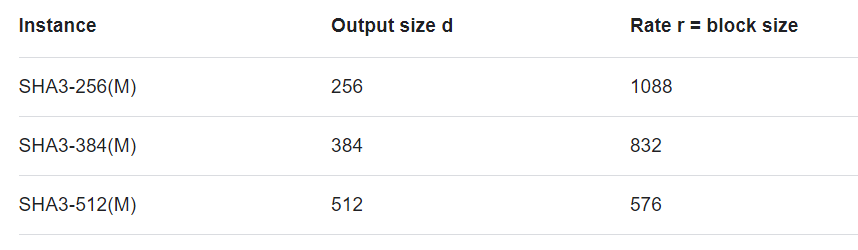 Instance Output size d Rate r = block size
SHA3-256(M) 256 1088
SHA3-384(M) 384 832
SHA3-512(M) 512 576